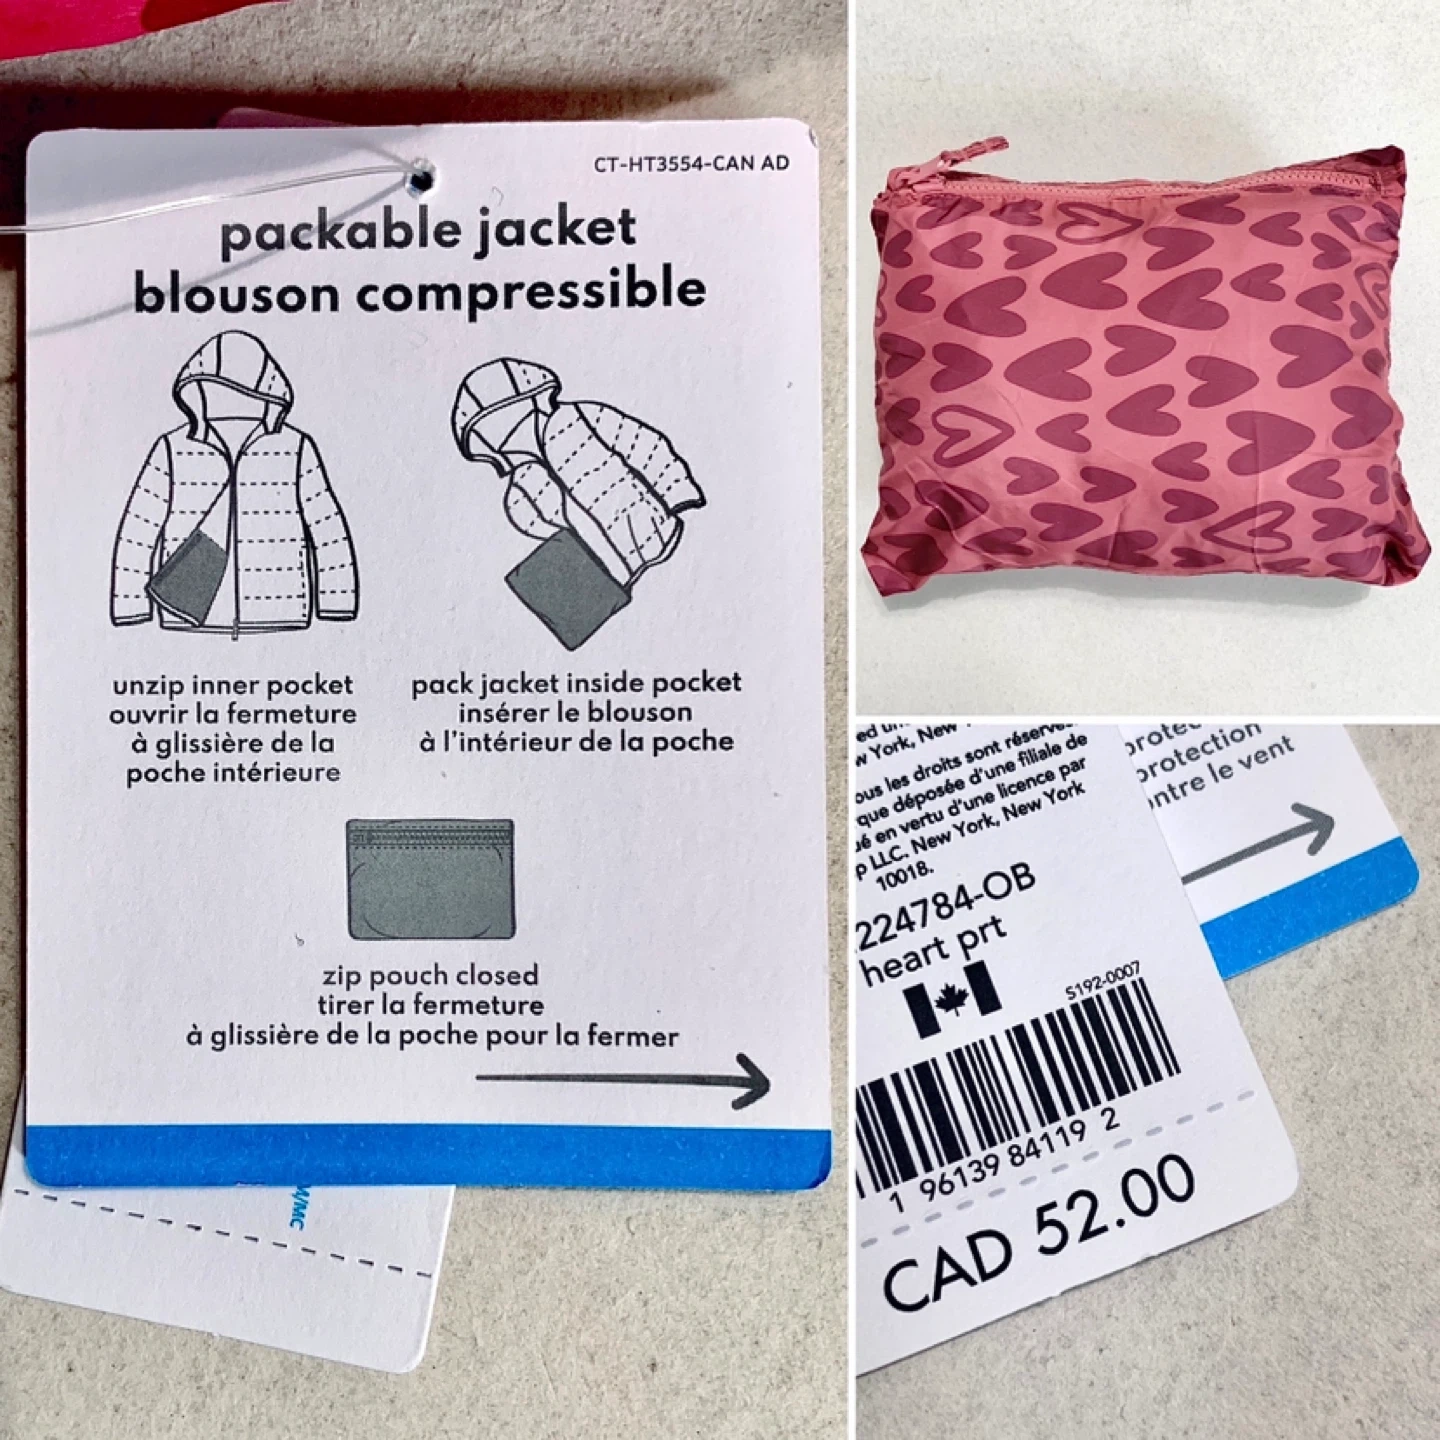 CT-HT3554-CAN AD
packable jacket
blouson compressible
unzip inner pocket
ouvrir la fermeture
à glissière de la
poche intérieure
pack jacket inside pocket
insérer le blouson
à l'intérieur de la poche
zip pouch closed
tirer la fermeture
à glissière de la poche pour la fermer
M/MC
York, New
les droits sont
déposée d'une filiale de
en vertu d'une licence par
LLC. New York, New York
10018.
224784-OB
heart prt
S192-0007
1 96139 84119 2
CAD 52.00
protection
le vent